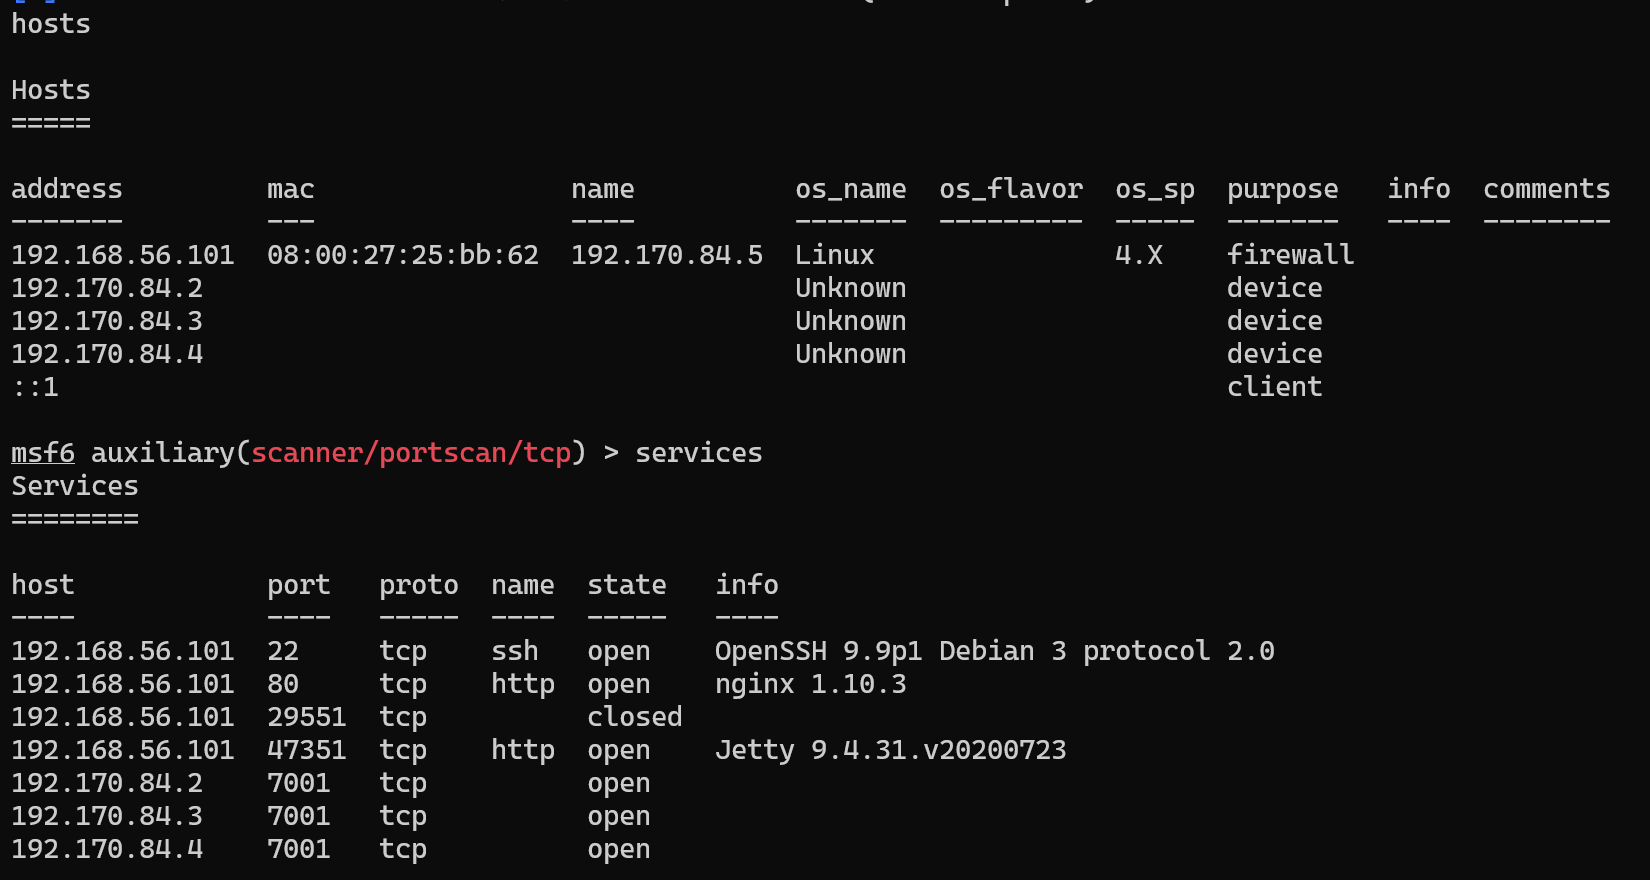 hosts
Hosts
=====
address         mac                name          os_name  os_flavor  os_sp  purpose   info  comments
-------         ---                ----          -------  ---------  -----  -------   ----  --------
192.168.56.101  08:00:27:25:bb:62  192.170.84.5  Linux               4.X    firewall
192.170.84.2                                     Unknown                    device
192.170.84.3                                     Unknown                    device
192.170.84.4                                     Unknown                    device
::1                                                                         client
msf6 auxiliary(scanner/portscan/tcp) > services
Services
========
host            port   proto  name  state   info
----            ----   -----  ----  -----   ----
192.168.56.101  22     tcp    ssh   open    OpenSSH 9.9p1 Debian 3 protocol 2.0
192.168.56.101  80     tcp    http  open    nginx 1.10.3
192.168.56.101  29551  tcp          closed
192.168.56.101  47351  tcp    http  open    Jetty 9.4.31.v20200723
192.170.84.2    7001   tcp          open
192.170.84.3    7001   tcp          open
192.170.84.4    7001   tcp          open